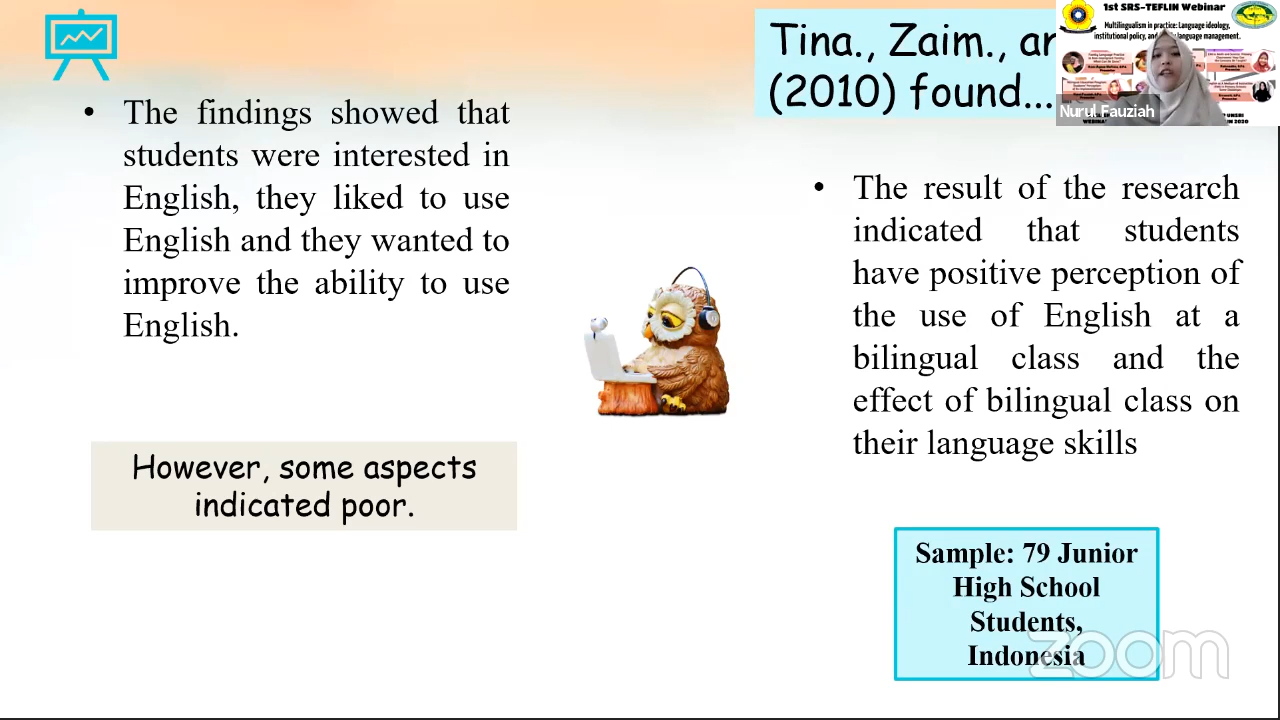 • The findings showed that
students were interested in
English, they liked to use
English and they wanted to
improve the ability to use
English.
However, some aspects
indicated poor.
Tina., Zaim., an
(2010) found...
• The result of the research
indicated that students
have positive perception of
the use of English at a
bilingual class and the
effect of bilingual class on
their language skills
Sample: 79 Junior
High School
Students,
Indonesia
zoom
1st SRS-TEFLIN Webinar
Multilingualism in practice: Language ideology,
institutional policy, and language management.
Nurul Fauziah